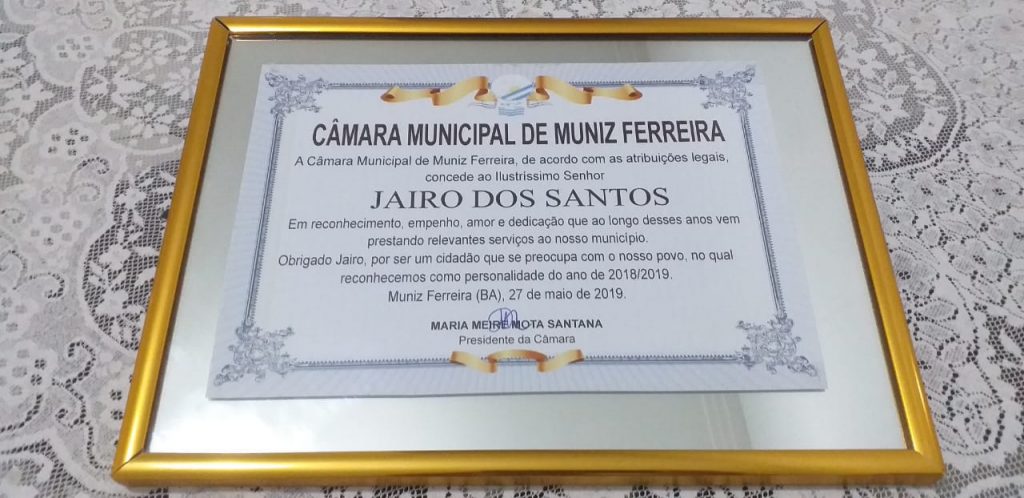 CÂMARA MUNICIPAL DE MUNIZ FERREIRA
A Câmara Municipal de Muniz Ferreira, de acordo com as atribuições legais,
concede ao Ilustrissimo Senhor
JAIRO DOS SANTOS
Em reconhecimento, empenho, amor e dedicação que ao longo desses anos vem
prestando relevantes serviços ao nosso município.
Obrigado Jairo, por ser um cidadão que se preocupa com o nosso povo, no qual
reconhecemos como personalidade do ano de 2018/2019.
Muniz Ferreira (BA), 27 de maio de 2019.
MARIA MEIRE MOTA SANTANA
Presidente da Câmara